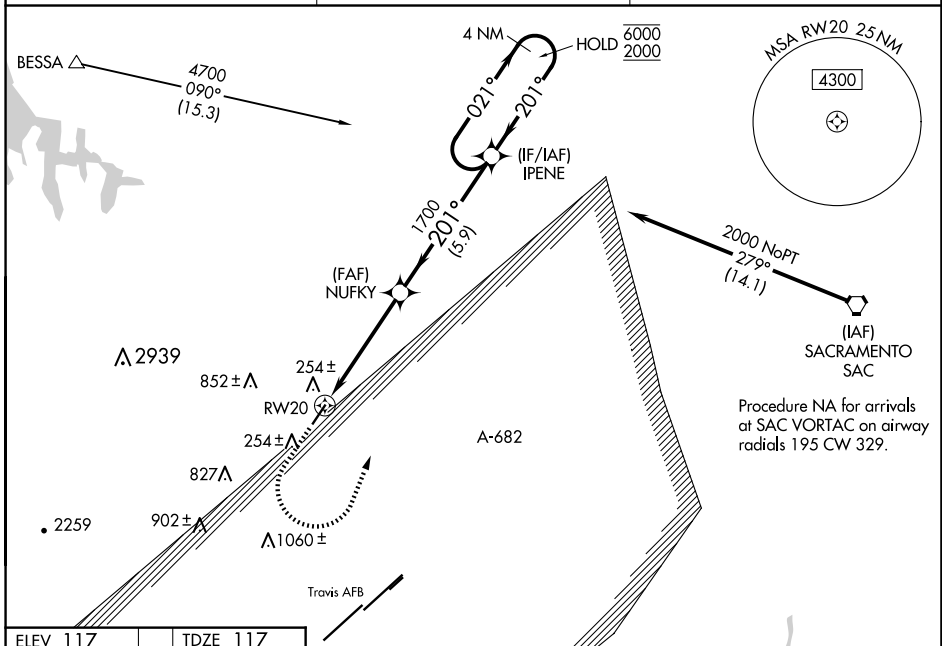 4 NM
HOLD
6000
2000
MSA RW20 25 NM
4300
BESSA
4700
090°
(15.3)
021°
201°
(IF/IAF)
IPENE
1700
201°
(5.9)
2000 NoPT
279°
(14.1)
(FAF)
NUFKY
(IAF)
SACRAMENTO
SAC
2939
852±
254±
RW20
Procedure NA for arrivals
at SAC VORTAC on airway
radials 195 CW 329.
254±
A-682
827
2259
902±
1060±
Travis AFB
ELEV 117
TDZE 117